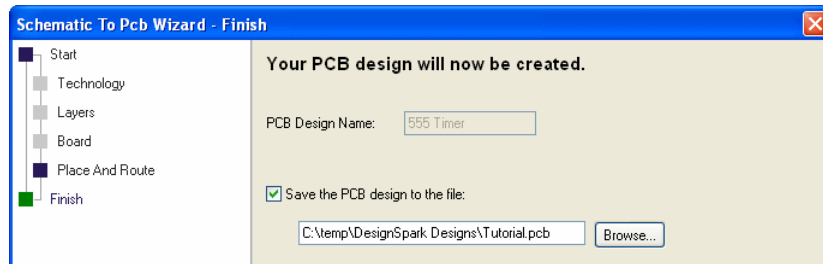 Schematic To Pcb Wizard - Finish
Start
Technology
Layers
Board
Place And Route
Finish
Your PCB design will now be created.
PCB Design Name: 555 Timer
Save the PCB design to the file:
C:\temp\DesignSpark Designs\Tutorial.pcb Browse...